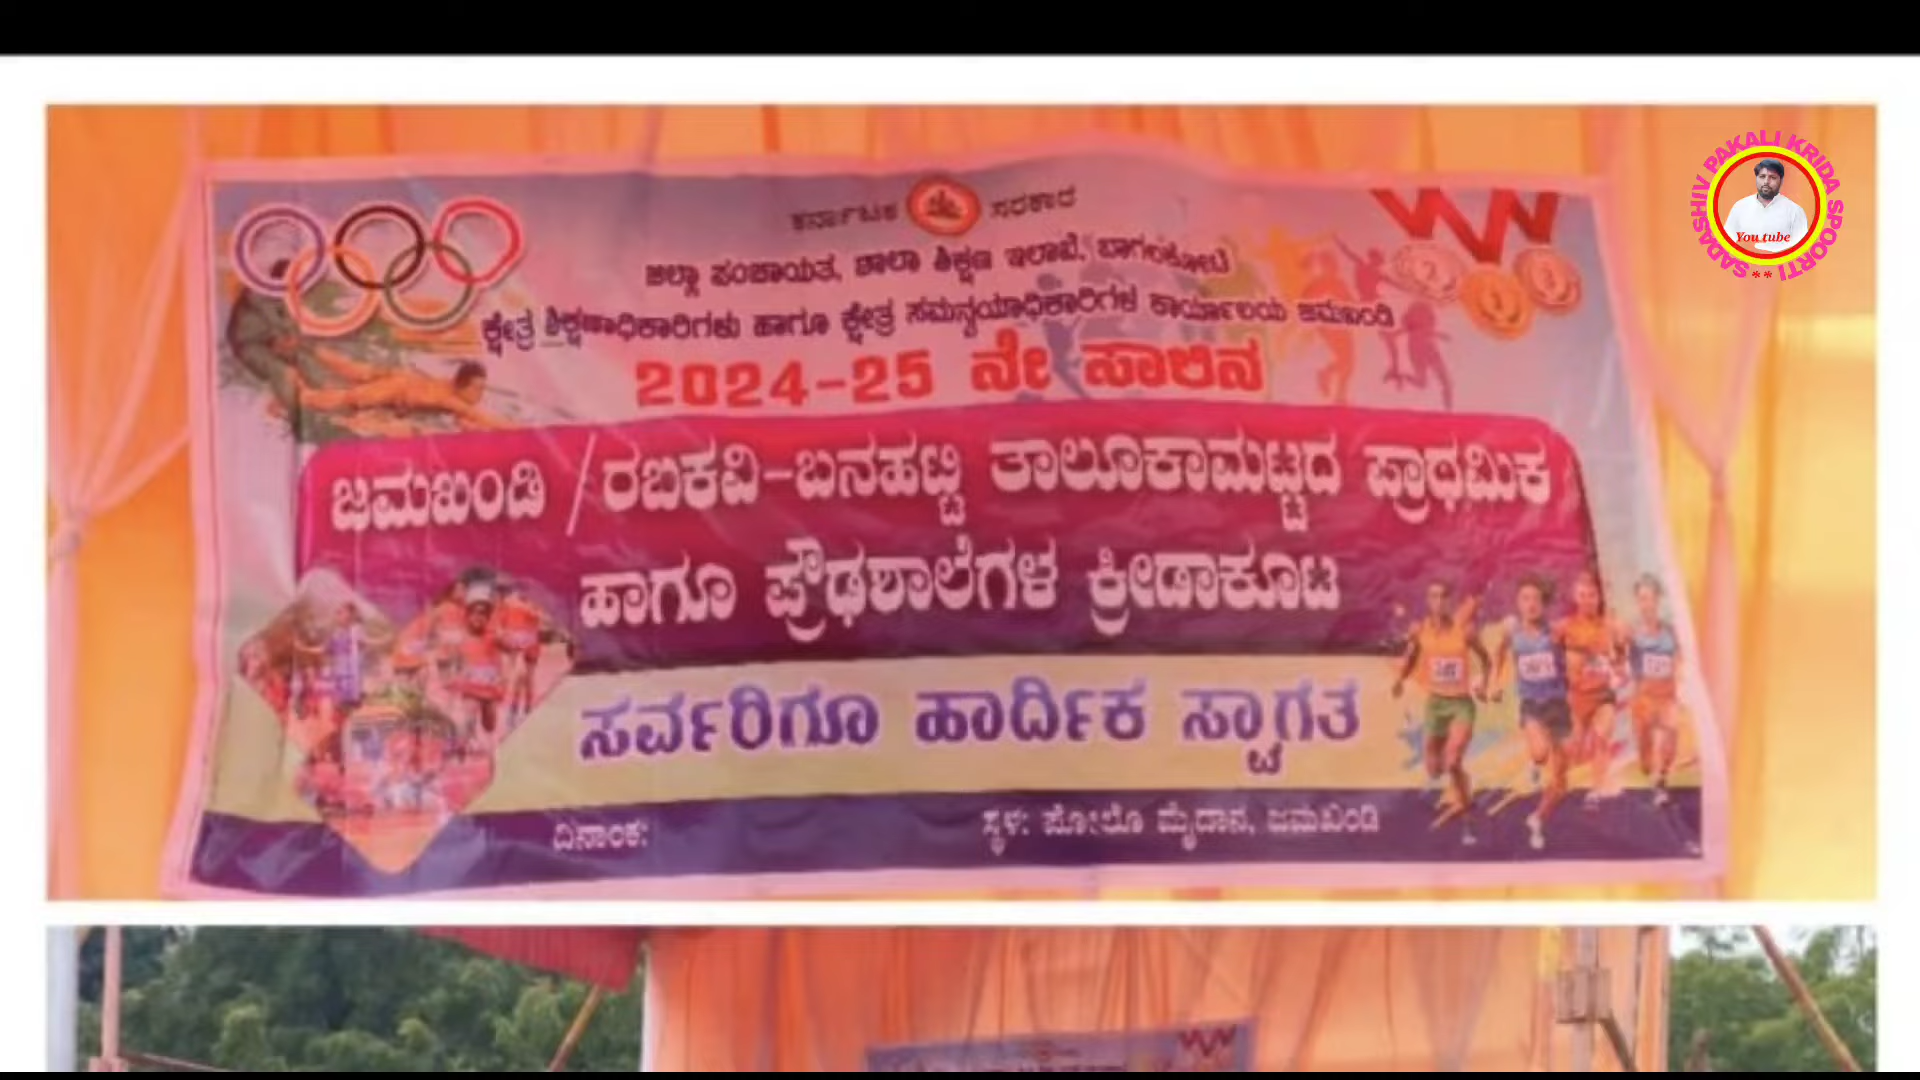 ಕರ್ನಾಟಕ ಸರಕಾರ
ಜಿಲ್ಲಾ ಪಂಚಾಯತ, ಶಾಲಾ ಶಿಕ್ಷಣ ಇಲಾಖೆ, ಬಾಗಲಕೋಟೆ
ಕ್ಷೇತ್ರ ಶಿಕ್ಷಣಾಧಿಕಾರಿಗಳು ಹಾಗೂ ಕ್ಷೇತ್ರ ಸಮನ್ವಯಾಧಿಕಾರಿಗಳ ಕಾರ್ಯಾಲಯ ಜಮಖಂಡಿ
2024-25 ನೇ ಸಾಲಿನ
ಜಮಖಂಡಿ /ರಬಕವಿ-ಬನಹಟ್ಟಿ ತಾಲೂಕಾಮಟ್ಟದ ಪ್ರಾಥಮಿಕ
ಹಾಗೂ ಪ್ರೌಢಶಾಲೆಗಳ ಕ್ರೀಡಾಕೂಟ
ಸರ್ವರಿಗೂ ಹಾರ್ದಿಕ ಸ್ವಾಗತ
ದಿನಾಂಕ:
ಸ್ಥಳ: ಪೋಲೊ ಮೈದಾನ, ಜಮಖಂಡಿ
SADASHIV PAKALI KRIDA SPOORTI **
You tube